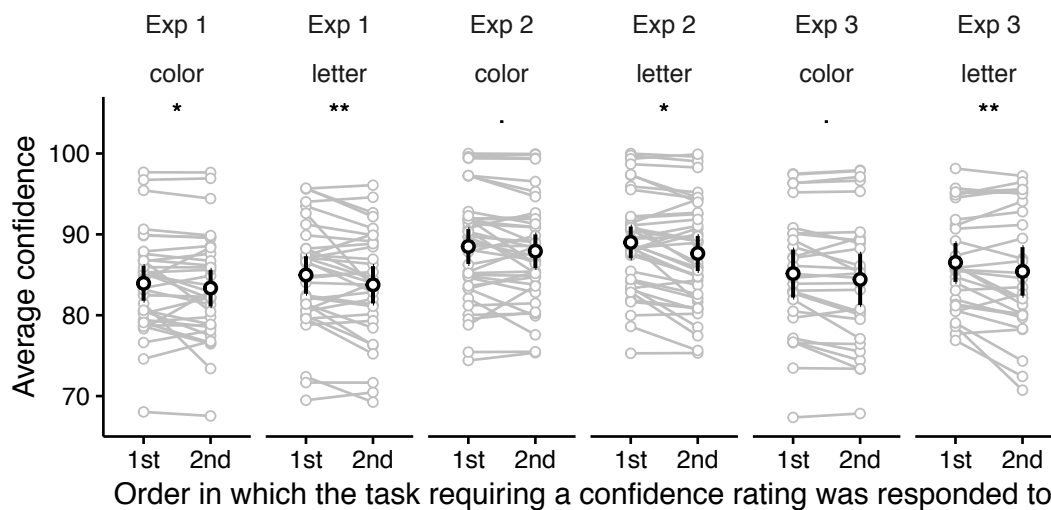 Exp 1 Exp 1 Exp 2 Exp 2 Exp 3 Exp 3
color letter color letter color letter
* ** . * . **
100
90
80
70
Average confidence
1st 2nd 1st 2nd 1st 2nd 1st 2nd 1st 2nd 1st 2nd
Order in which the task requiring a confidence rating was responded to